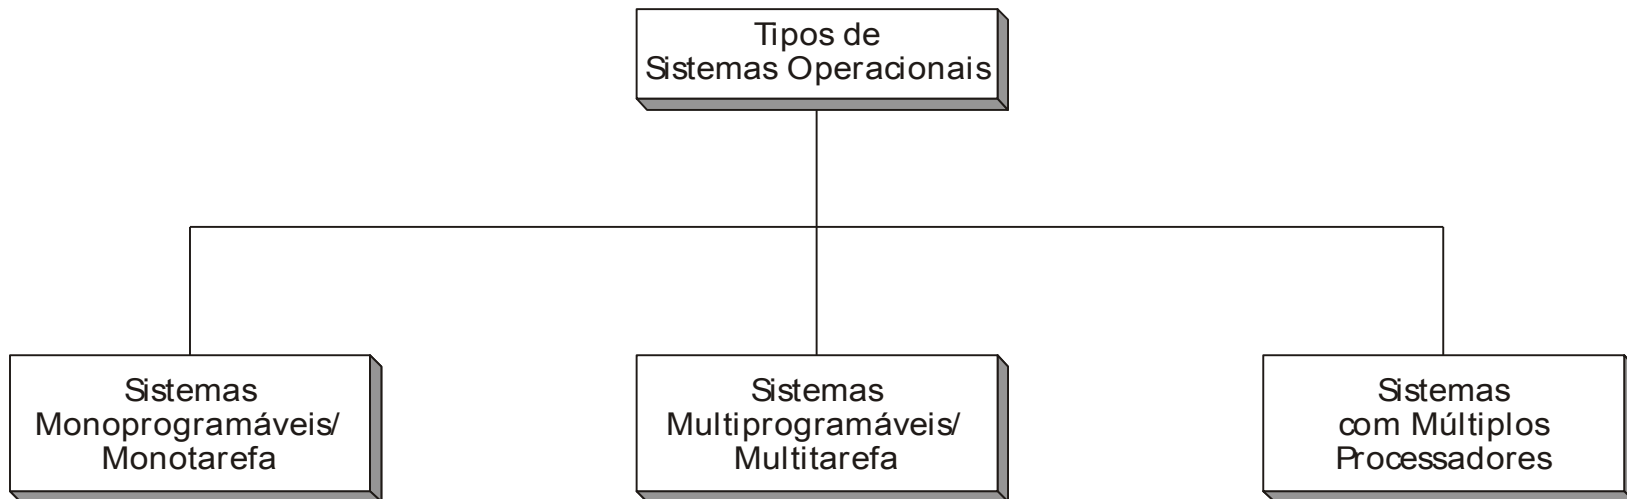 Tipos de
Sistemas Operacionais
Sistemas
Monoprogramáveis/
Monotarefa
Sistemas
Multiprogramáveis/
Multitarefa
Sistemas
com Múltiplos
Processadores